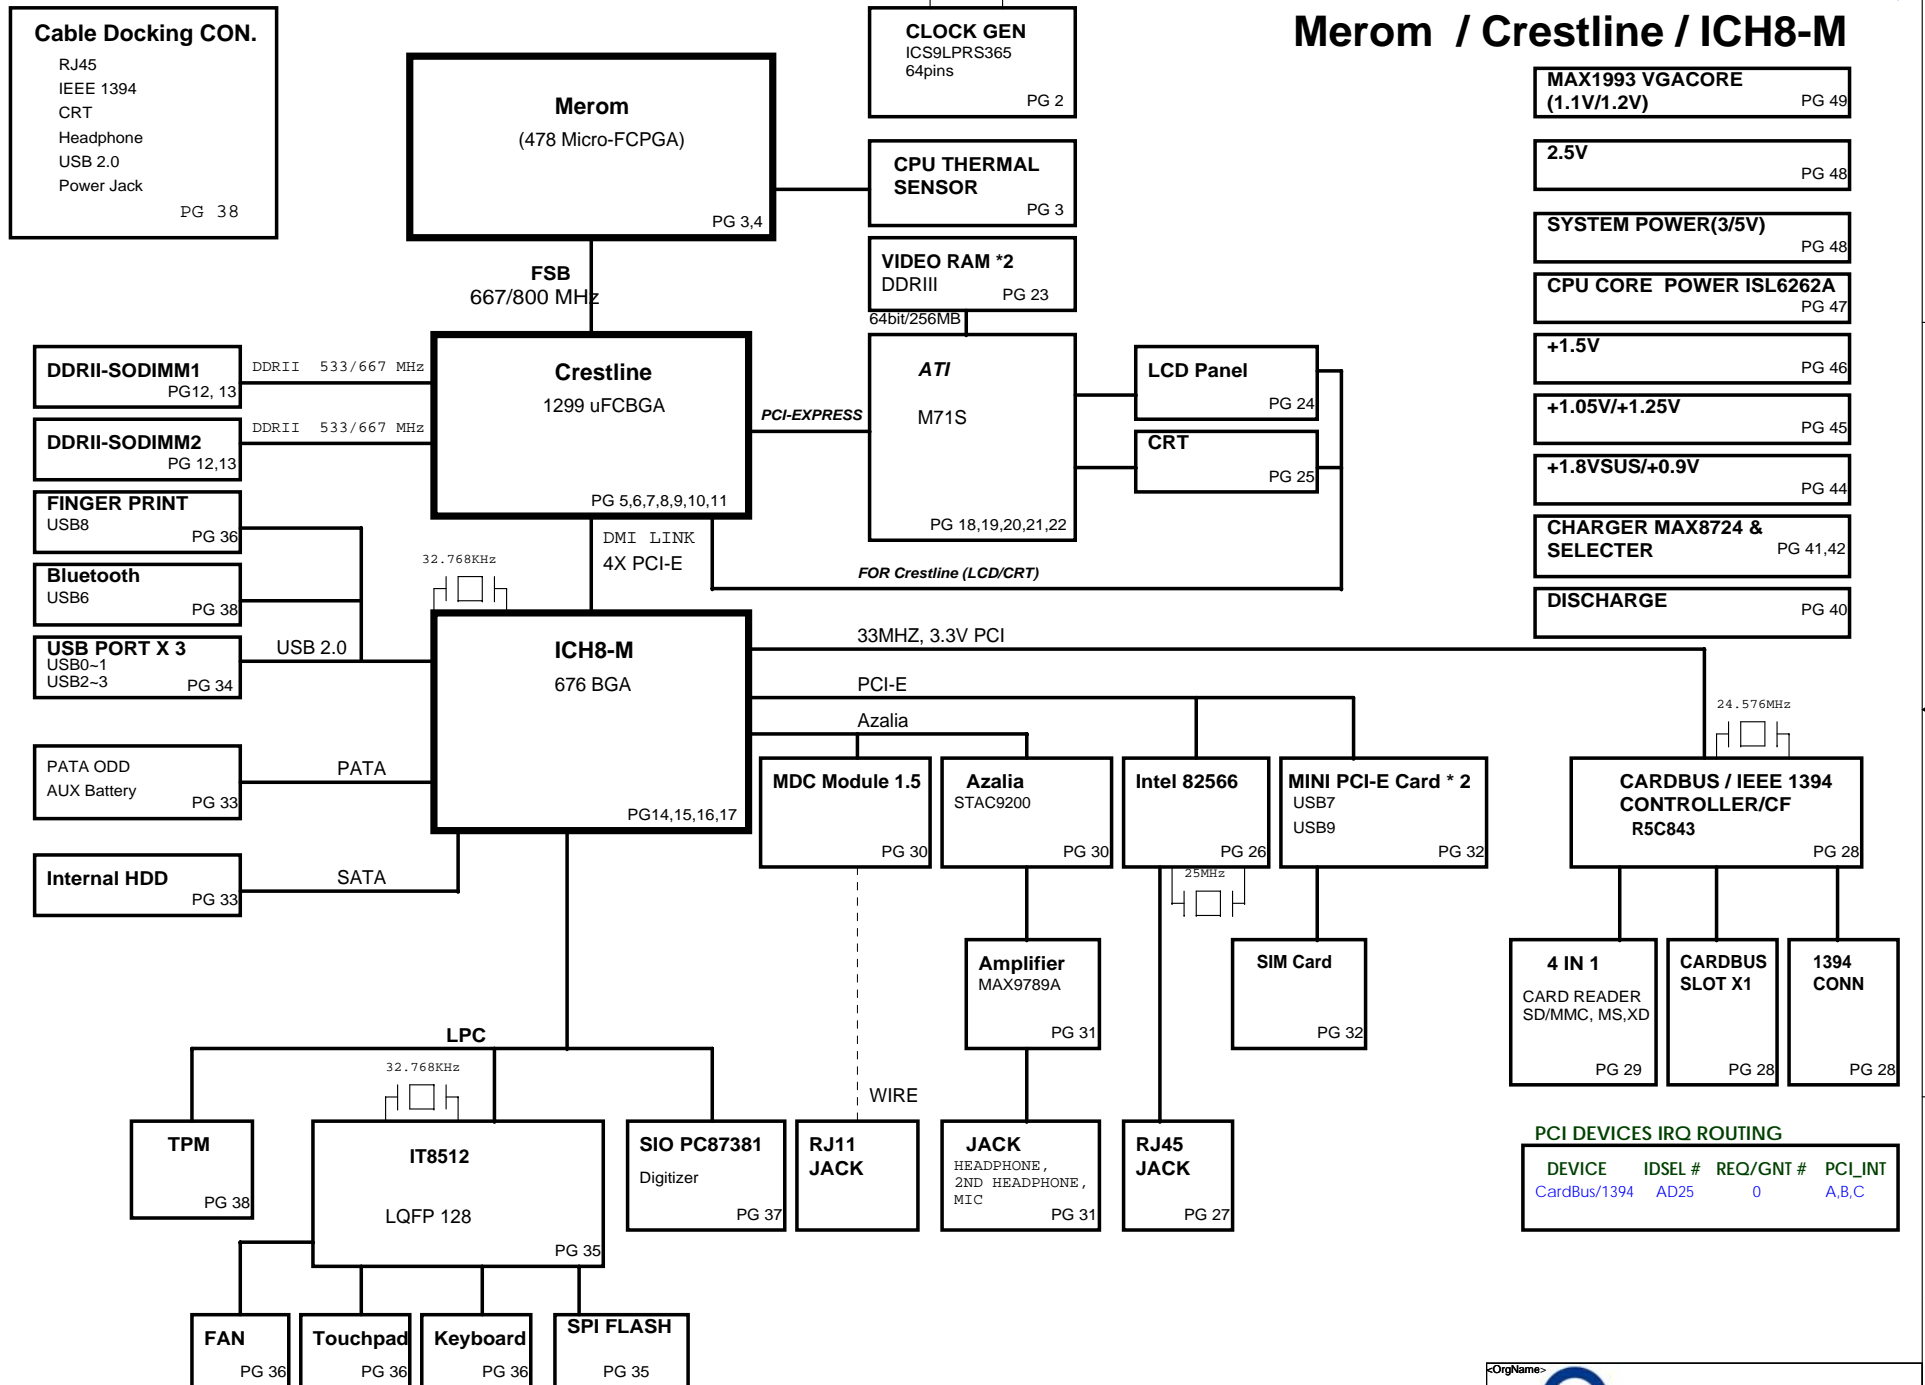 Merom / Crestline / ICH8-M
Cable Docking CON.
RJ45
IEEE 1394
CRT
Headphone
USB 2.0
Power Jack
PG 38
Merom
(478 Micro-FCPGA)
PG 3,4
CLOCK GEN
ICS9LPRS365
64pins
PG 2
CPU THERMAL
SENSOR
PG 3
VIDEO RAM *2
DDRIII
PG 23
64bit/256MB
FSB
667/800 MHz
DDRII-SODIMM1
PG12, 13
DDRII 533/667 MHz
DDRII-SODIMM2
PG 12,13
DDRII 533/667 MHz
Crestline
1299 uFCBGA
PG 5,6,7,8,9,10,11
PCI-EXPRESS
ATI
M71S
PG 18,19,20,21,22
LCD Panel
PG 24
CRT
PG 25
FOR Crestline (LCD/CRT)
DMI LINK
4X PCI-E
32.768KHz
FINGER PRINT
USB8
PG 36
Bluetooth
USB6
PG 38
USB PORT X 3
USB0~1
USB2~3
PG 34
USB 2.0
ICH8-M
676 BGA
PG14,15,16,17
PATA ODD
AUX Battery
PG 33
PATA
Internal HDD
PG 33
SATA
33MHZ, 3.3V PCI
PCI-E
Azalia
MDC Module 1.5
PG 30
Azalia
STAC9200
PG 30
Intel 82566
PG 26
25MHz
MINI PCI-E Card * 2
USB7
USB9
PG 32
24.576MHz
CARDBUS / IEEE 1394
CONTROLLER/CF
R5C843
PG 28
Amplifier
MAX9789A
PG 31
SIM Card
PG 32
4 IN 1
CARD READER
SD/MMC, MS,XD
PG 29
CARDBUS
SLOT X1
PG 28
1394
CONN
PG 28
LPC
32.768KHz
WIRE
TPM
PG 38
IT8512
LQFP 128
PG 35
SIO PC87381
Digitizer
PG 37
RJ11
JACK
JACK
HEADPHONE,
2ND HEADPHONE,
MIC
PG 31
RJ45
JACK
PG 27
FAN
PG 36
Touchpad
PG 36
Keyboard
PG 36
SPI FLASH
PG 35
MAX1993 VGACORE
(1.1V/1.2V)
PG 49
2.5V
PG 48
SYSTEM POWER(3/5V)
PG 48
CPU CORE POWER ISL6262A
PG 47
+1.5V
PG 46
+1.05V/+1.25V
PG 45
+1.8VSUS/+0.9V
PG 44
CHARGER MAX8724 &
SELECTER
PG 41,42
DISCHARGE
PG 40
PCI DEVICES IRQ ROUTING
DEVICE IDSEL # REQ/GNT # PCI_INT
CardBus/1394 AD25 0 A,B,C
<OrgName>